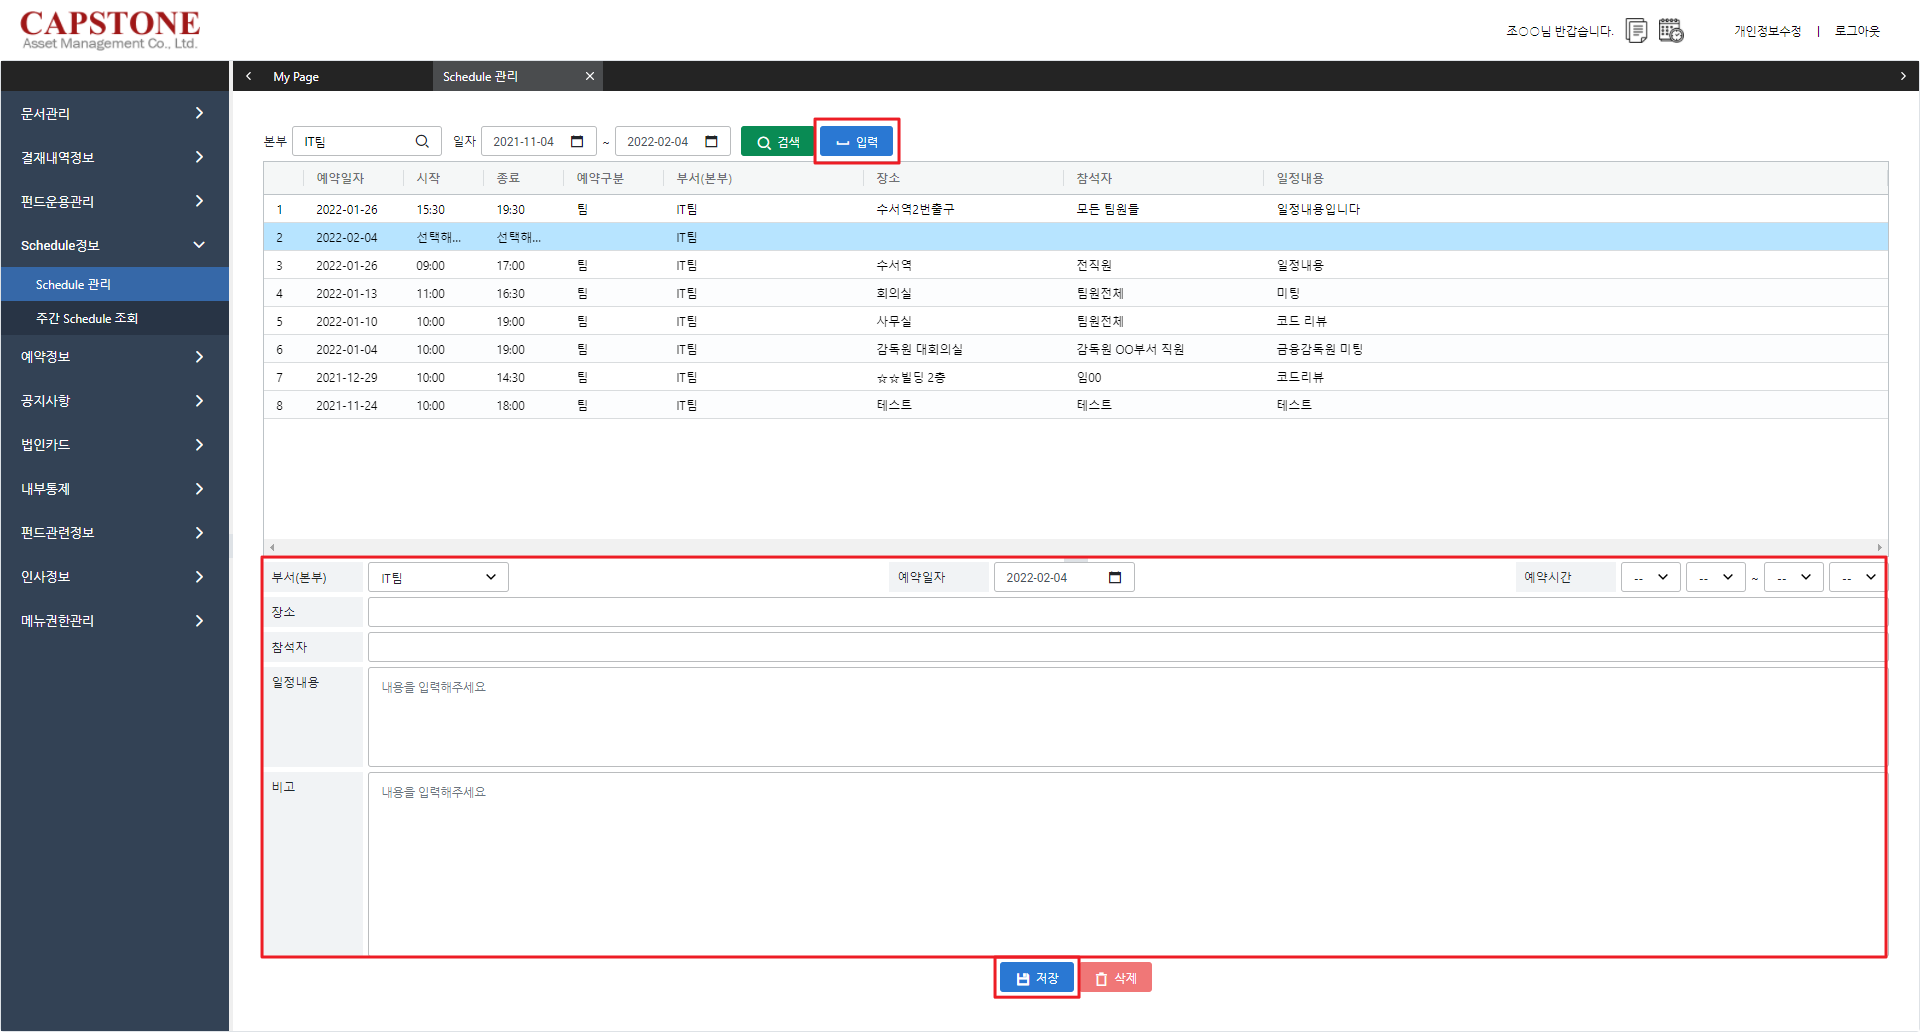 CAPSTONE
Asset Management Co., Ltd.
조○○님 반갑습니다.
개인정보수정 | 로그아웃
My Page
Schedule 관리
문서관리
결재내역정보
펀드운용관리
Schedule정보
Schedule 관리
주간 Schedule 조회
예약정보
공지사항
법인카드
내부통제
펀드관련정보
인사정보
메뉴권한관리
본부 IT팀 일자 2021-11-04 ~ 2022-02-04 검색 입력
예약일자 시작 종료 예약구분 부서(본부) 장소 참석자 일정내용
1 2022-01-26 15:30 19:30 팀 IT팀 수서역2번출구 모든 팀원들 일정내용입니다
2 2022-02-04 선택해... 선택해... IT팀
3 2022-01-26 09:00 17:00 팀 IT팀 수서역 전직원 일정내용
4 2022-01-13 11:00 16:30 팀 IT팀 회의실 팀원전체 미팅
5 2022-01-10 10:00 19:00 팀 IT팀 사무실 팀원전체 코드 리뷰
6 2022-01-04 10:00 19:00 팀 IT팀 감독원 대회의실 감독원 OO부서 직원 금융감독원 미팅
7 2021-12-29 10:00 14:30 팀 IT팀 ☆☆빌딩 2층 임00 코드리뷰
8 2021-11-24 10:00 18:00 팀 IT팀 테스트 테스트 테스트
부서(본부) IT팀 예약일자 2022-02-04 예약시간 -- -- ~ -- --
장소
참석자
일정내용 내용을 입력해주세요
비고 내용을 입력해주세요
저장 삭제